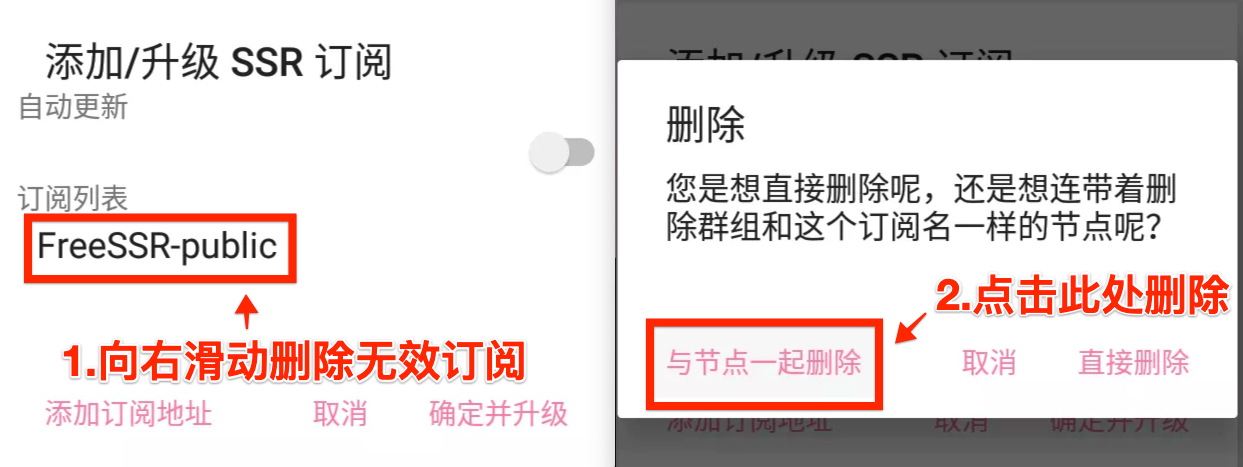 添加/升级 SSR 订阅
自动更新
订阅列表
FreeSSR-public
1.向右滑动删除无效订阅
添加订阅地址 取消 确定并升级
添加/升级 SSR 订阅
删除
您是想直接删除呢，还是想连带着删
除群组和这个订阅名一样的节点呢？
2.点击此处删除
与节点一起删除 取消 直接删除
添加订阅地址 取消 确定并升级